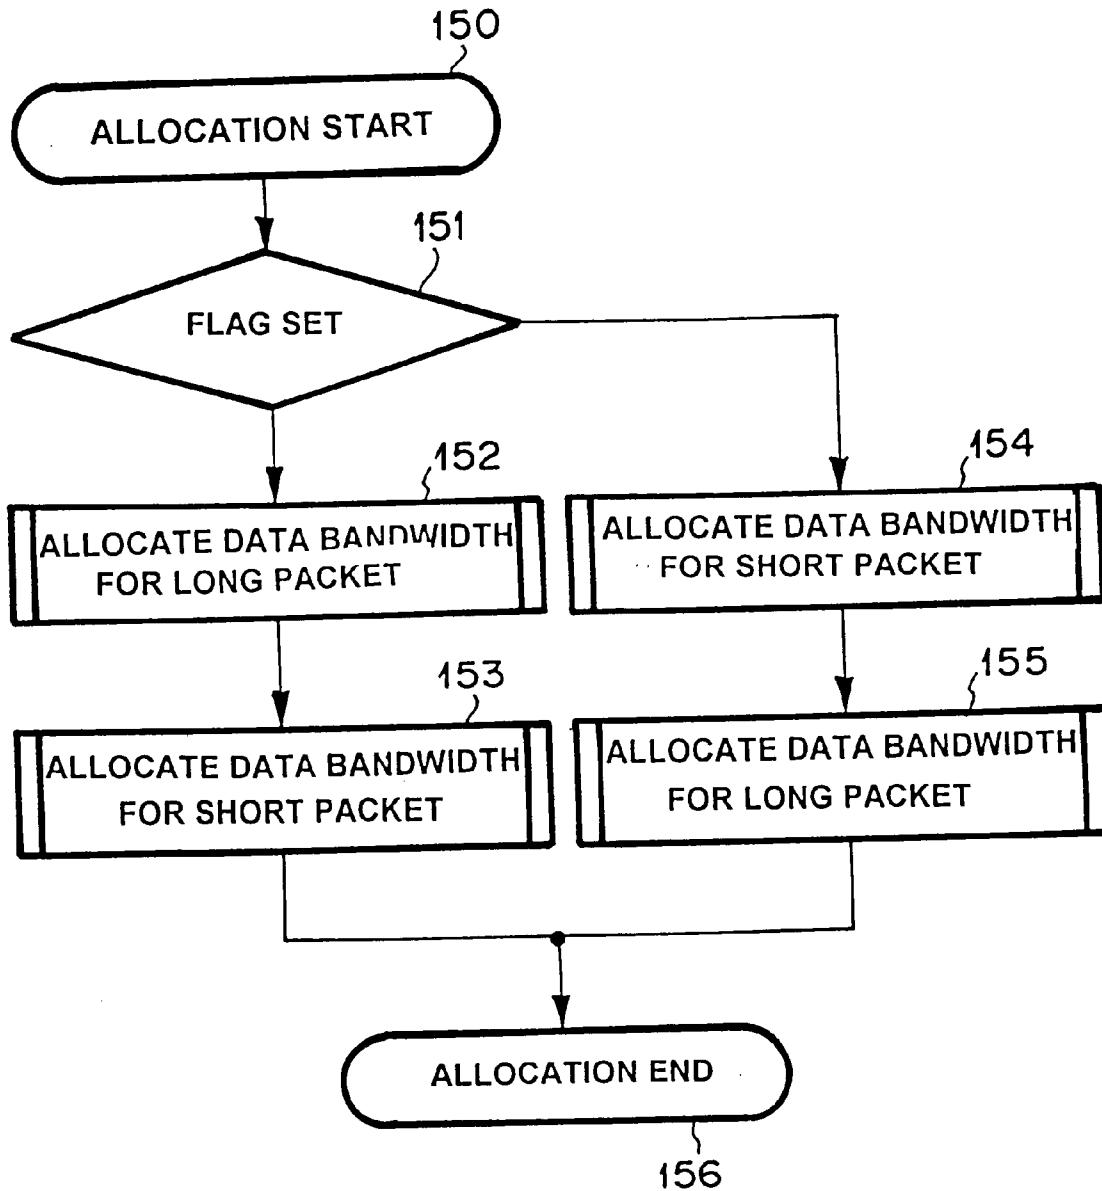 150
ALLOCATION START
151
FLAG SET
152
ALLOCATE DATA BANDWIDTH
FOR LONG PACKET
154
ALLOCATE DATA BANDWIDTH
FOR SHORT PACKET
153
ALLOCATE DATA BANDWIDTH
FOR SHORT PACKET
155
ALLOCATE DATA BANDWIDTH
FOR LONG PACKET
ALLOCATION END
156